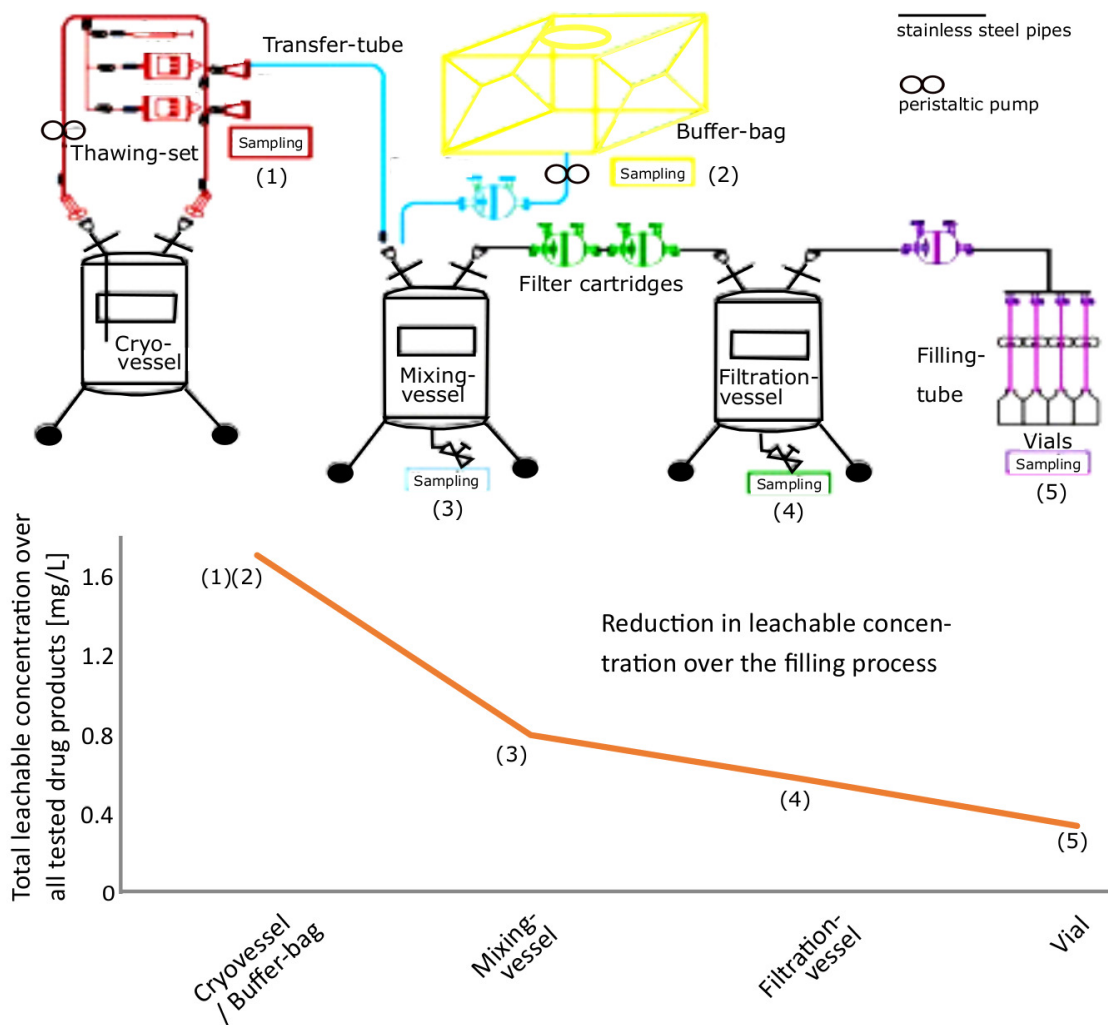 Transfer-tube
stainless steel pipes
peristaltic pump
Buffer-bag
Thawing-set
Sampling
(1)
Sampling
(2)
Filter cartridges
Cryo-
vessel
Mixing-
vessel
Filtration-
vessel
Filling-
tube
Vials
Sampling
(3)
Sampling
(4)
Sampling
(5)
Total leachable concentration over
all tested drug products [mg/L]
1.6
1.2
0.8
0.4
0
(1)(2)
(3)
(4)
(5)
Reduction in leachable concen-
tration over the filling process
Cryovessel
/ Buffer-bag
Mixing-
vessel
Filtration-
vessel
Vial